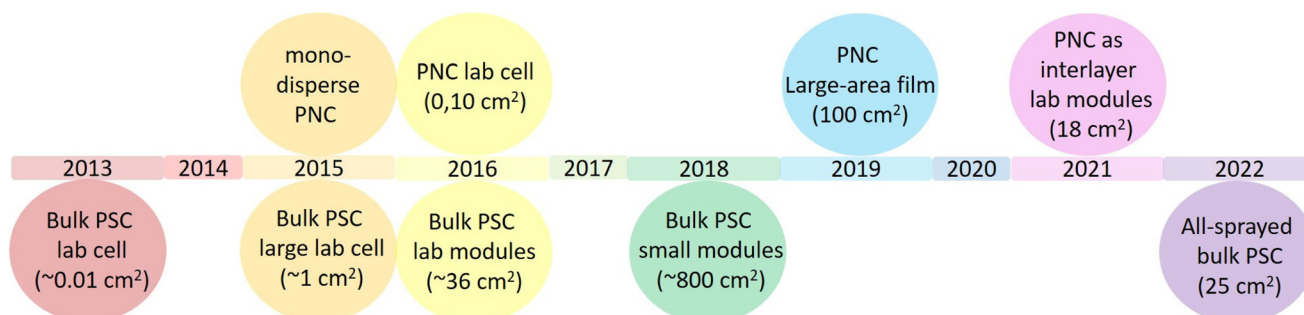 mono-
disperse
PNC
PNC lab cell
(0,10 cm²)
PNC
Large-area film
(100 cm²)
PNC as
interlayer
lab modules
(18 cm²)
2013 2014 2015 2016 2017 2018 2019 2020 2021 2022
Bulk PSC
lab cell
(~0.01 cm²)
Bulk PSC
large lab cell
(~1 cm²)
Bulk PSC
lab modules
(~36 cm²)
Bulk PSC
small modules
(~800 cm²)
All-sprayed
bulk PSC
(25 cm²)